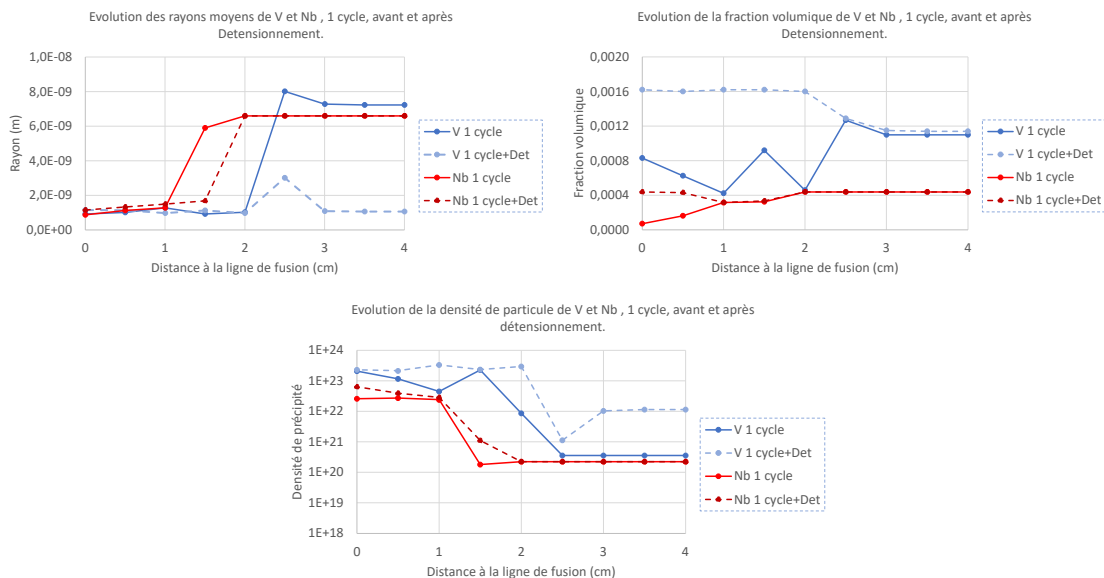 Evolution des rayons moyens de V et Nb , 1 cycle, avant et après
Detensionnement.
1,0E-08
8,0E-09
6,0E-09
4,0E-09
2,0E-09
0,0E+00
Rayon (m)
0
1
2
3
4
Distance à la ligne de fusion (cm)
V 1 cycle
V 1 cycle+Det
Nb 1 cycle
Nb 1 cycle+Det
Evolution de la fraction volumique de V et Nb , 1 cycle, avant et après
Detensionnement.
0,0020
0,0016
0,0012
0,0008
0,0004
0,0000
Fraction volumique
0
1
2
3
4
Distance à la ligne de fusion (cm)
V 1 cycle
V 1 cycle+Det
Nb 1 cycle
Nb 1 cycle+Det
Evolution de la densité de particule de V et Nb , 1 cycle, avant et après
détensionnement.
1E+24
1E+23
1E+22
1E+21
1E+20
1E+19
1E+18
Densité de précipité
0
1
2
3
4
Distance à la ligne de fusion (cm)
V 1 cycle
V 1 cycle+Det
Nb 1 cycle
Nb 1 cycle+Det